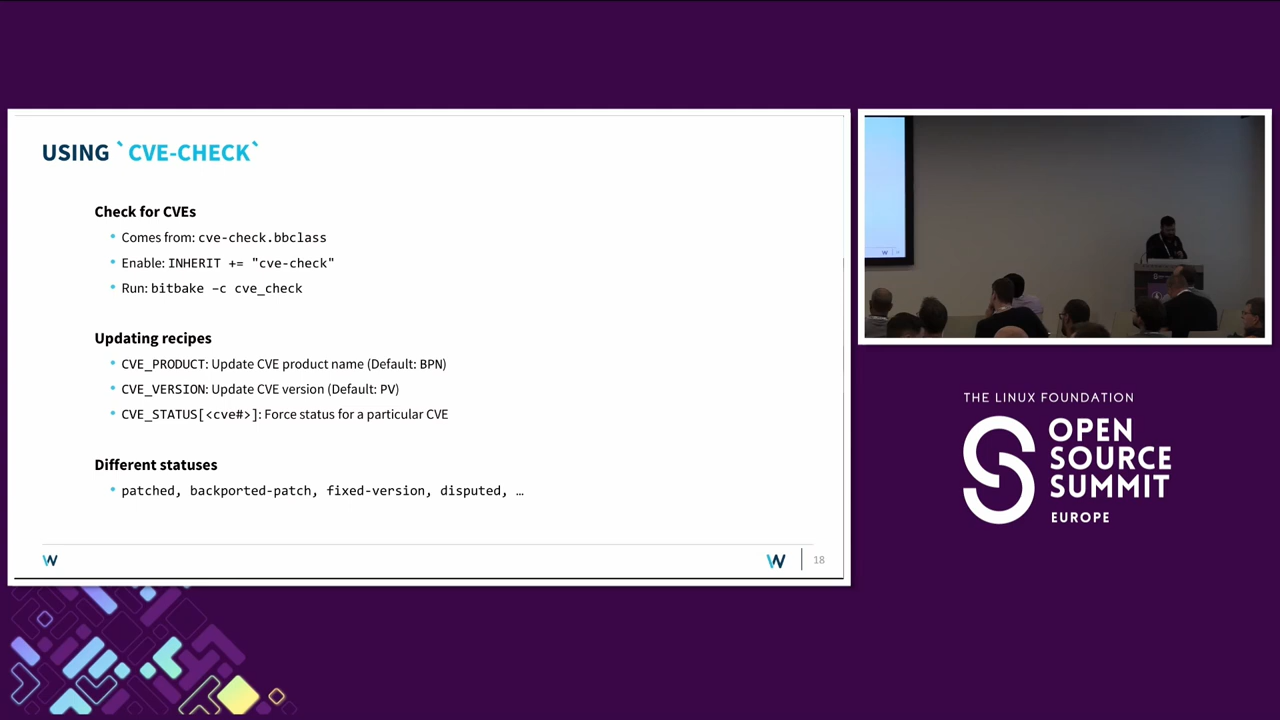 USING `CVE-CHECK`
Check for CVEs
• Comes from: cve-check.bbclass
• Enable: INHERIT += "cve-check"
• Run: bitbake –c cve_check
Updating recipes
• CVE_PRODUCT: Update CVE product name (Default: BPN)
• CVE_VERSION: Update CVE version (Default: PV)
• CVE_STATUS[<cve#>]: Force status for a particular CVE
Different statuses
• patched, backported-patch, fixed-version, disputed, …
W
W
18
THE LINUX FOUNDATION
OPEN
SOURCE
SUMMIT
EUROPE